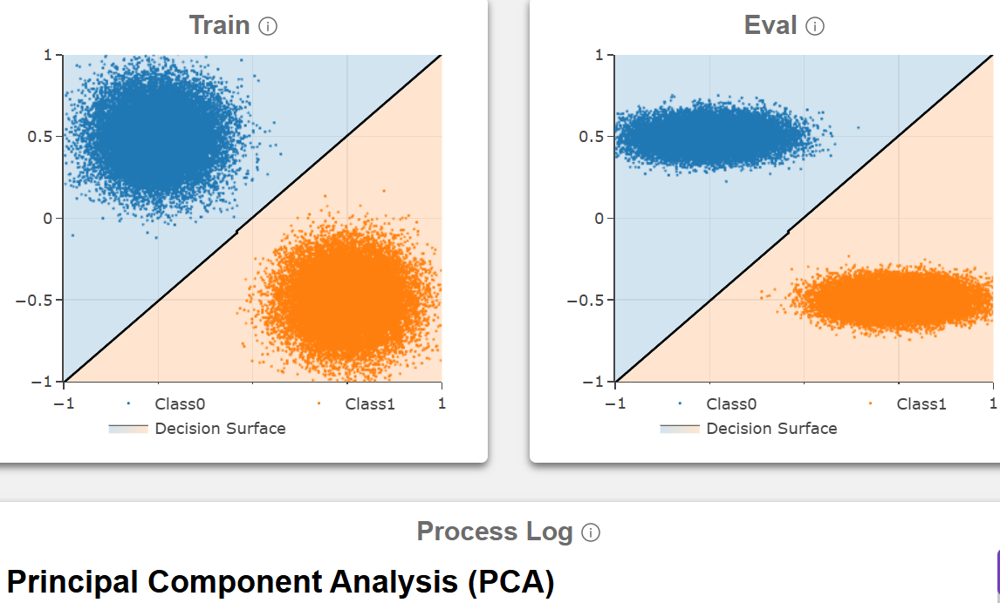 Train
1
0.5
0
−0.5
−1
−1
1
Class0
Class1
Decision Surface
Eval
1
0.5
0
−0.5
−1
−1
1
Class0
Class1
Decision Surface
Process Log
Principal Component Analysis (PCA)